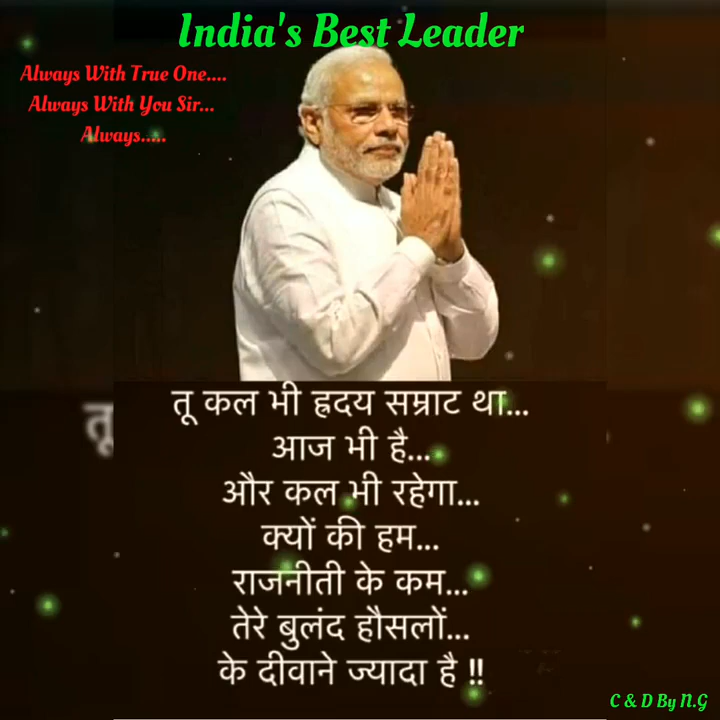 India's Best Leader
Always With True One....
Always With You Sir...
Always.....
तू कल भी ह्रदय सम्राट था...
आज भी है...
और कल भी रहेगा...
क्यों की हम...
राजनीती के कम...
तेरे बुलंद हौसलों...
के दीवाने ज्यादा है !!
तू
C & D By N.G